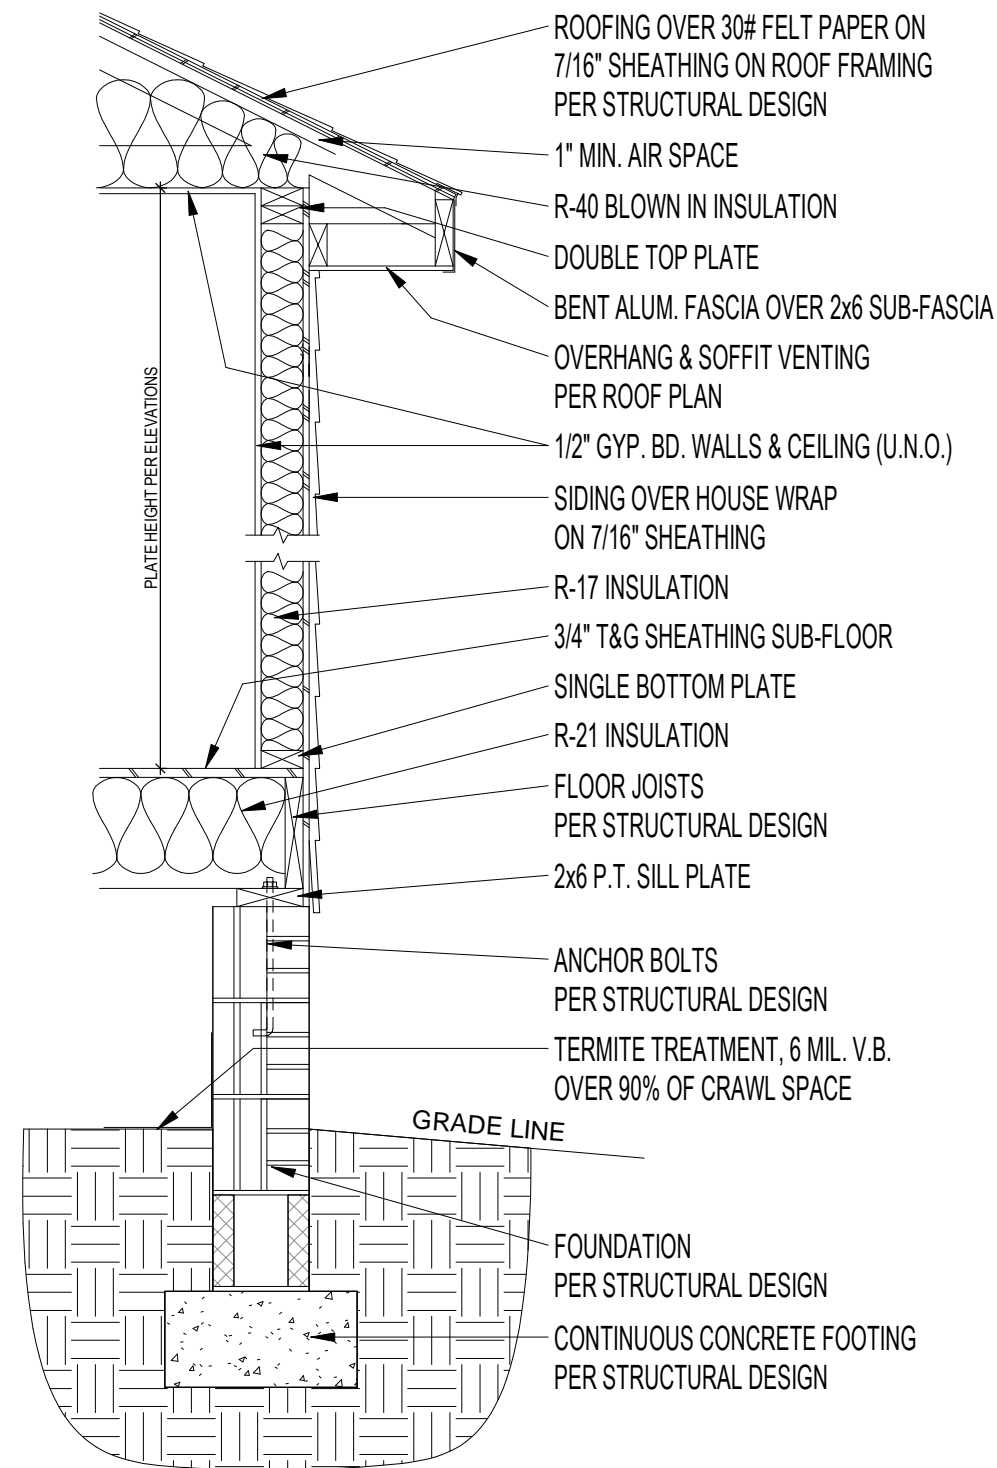 ROOFING OVER 30# FELT PAPER ON
7/16" SHEATHING ON ROOF FRAMING
PER STRUCTURAL DESIGN
1" MIN. AIR SPACE
R-40 BLOWN IN INSULATION
DOUBLE TOP PLATE
BENT ALUM. FASCIA OVER 2x6 SUB-FASCIA
OVERHANG & SOFFIT VENTING
PER ROOF PLAN
PLATE HEIGHT PER ELEVATIONS
1/2" GYP. BD. WALLS & CEILING (U.N.O.)
SIDING OVER HOUSE WRAP
ON 7/16" SHEATHING
R-17 INSULATION
3/4" T&G SHEATHING SUB-FLOOR
SINGLE BOTTOM PLATE
R-21 INSULATION
FLOOR JOISTS
PER STRUCTURAL DESIGN
2x6 P.T. SILL PLATE
ANCHOR BOLTS
PER STRUCTURAL DESIGN
TERMITE TREATMENT, 6 MIL. V.B.
OVER 90% OF CRAWL SPACE
GRADE LINE
FOUNDATION
PER STRUCTURAL DESIGN
CONTINUOUS CONCRETE FOOTING
PER STRUCTURAL DESIGN